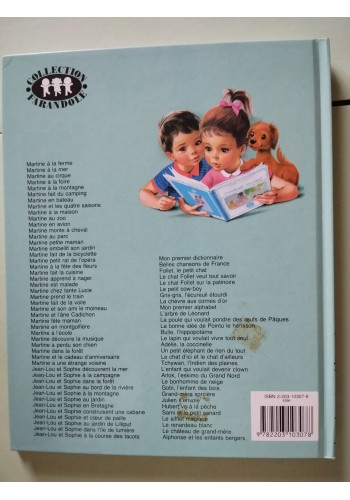 COLLECTION
FARANDOLE
Martine à la ferme
Martine à la mer
Martine au cirque
Martine à la foire
Martine à la montagne
Martine fait du camping
Martine en bateau
Martine et les quatre saisons
Martine à la maison
Martine au zoo
Martine en avion
Martine monte à cheval
Martine au parc
Martine petite maman
Martine embellit son jardin
Martine fait de la bicyclette
Martine petit rat de l'opéra
Martine à la fête des fleurs
Martine fait la cuisine
Martine apprend à nager
Martine est malade
Martine chez tante Lucie
Martine prend le train
Martine fait de la voile
Martine et son ami le moineau
Martine et l'âne Cadichon
Martine fête maman
Martine en montgolfière
Martine à l'école
Martine découvre la musique
Martine a perdu son chien
Martine dans la forêt
Martine et le cadeau d'anniversaire
Martine a une étrange voisine
Jean-Lou et Sophie découvrent la mer
Jean-Lou et Sophie à la campagne
Jean-Lou et Sophie dans la forêt
Jean-Lou et Sophie au bord de la rivière
Jean-Lou et Sophie à la montagne
Jean-Lou et Sophie au jardin
Jean-Lou et Sophie en Bretagne
Jean-Lou et Sophie construisent une cabane
Jean-Lou et Sophie et cœur de paille
Jean-Lou et Sophie au jardin du soleil
Jean-Lou et Sophie dans l'île de lumière
Jean-Lou et Sophie à la course des tacots
Mon premier dictionnaire
Belles chansons de France
Follet, le petit chat
Le chat Follet veut tout savoir
Le chat Follet sur la patinoire
Le petit cow-boy
Gris-gris, l'écureuil étourdi
La chèvre aux cornes d'or
Mon premier alphabet
L'arbre de Léonard
La poule qui voulait pondre des œufs de Pâques
La bonne idée de Pointu le hérisson
Bulle, l'hippopotame
Le lapin qui voulait vivre tout seul
Adélie, la coccinelle
Un petit éléphant de rien du tout
Le chat d'ici et le chat d'ailleurs
Tchywan, l'Indien des plaines
L'enfant qui voulait devenir clown
Arlok, l'eskimo du Grand Nord
Le bonhomme de neige
Gobi, l'enfant des bois
Grand-mère sorcière
Julien s'ennuie
Hubert va à la pêche
Sami et le petit canard
Le sifflet magique
Le renardeau blanc
Le château de grand-mère
Alphonse et les enfants bergers
ISBN 2-203-10307-8
9 782203 103078